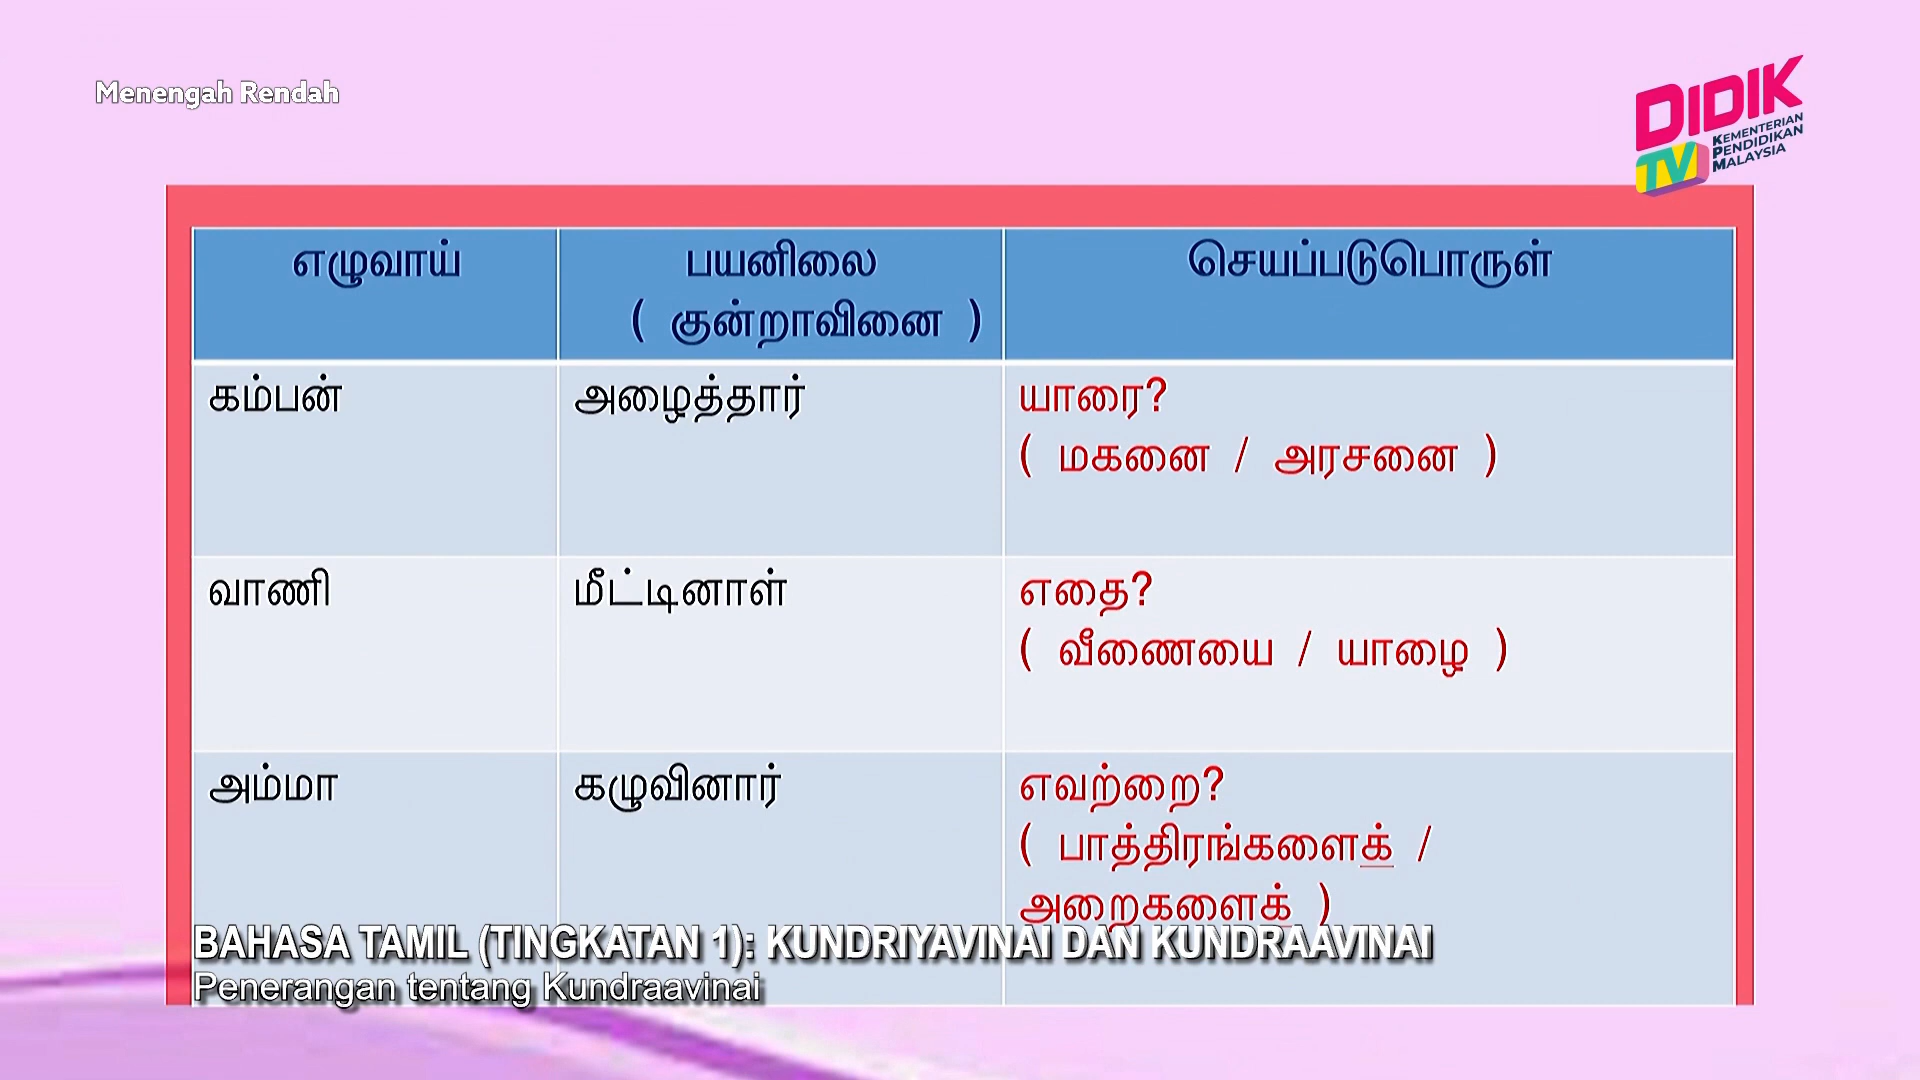 Menengah Rendah
DIDIK
TV
KEMENTERIAN
PENDIDIKAN
MALAYSIA
எழுவாய்
பயனிலை
( குன்றாவினை )
செயப்படுபொருள்
கம்பன்
அழைத்தார்
யாரை?
( மகனை / அரசனை )
வாணி
மீட்டினாள்
எதை?
( வீணையை / யாழை )
அம்மா
கழுவினார்
எவற்றை?
( பாத்திரங்களைக் /
அறைகளைக் )
BAHASA TAMIL (TINGKATAN 1): KUNDRIYAVINAI DAN KUNDRAAVINAI
Penerangan tentang Kundraavinai